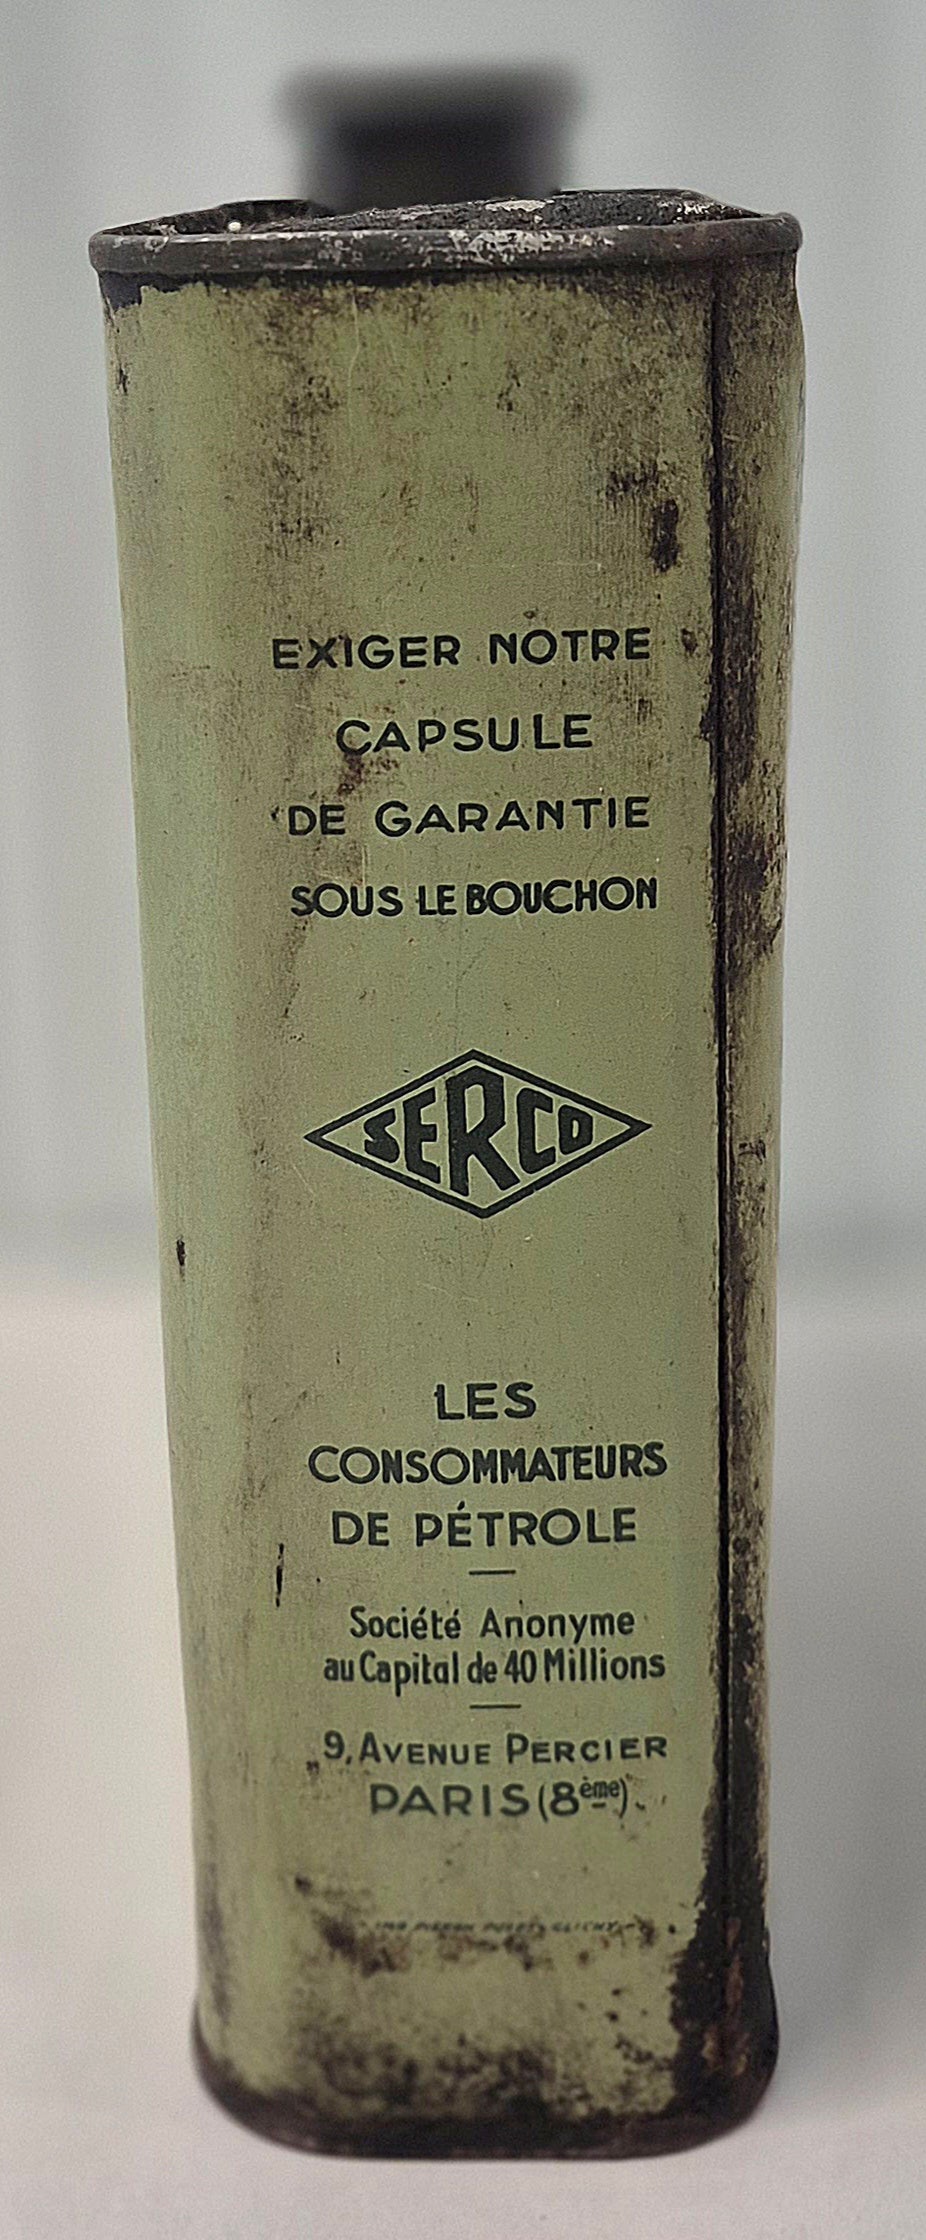 EXIGER NOTRE
CAPSULE
DE GARANTIE
SOUS LE BOUCHON
SERCO
LES
CONSOMMATEURS
DE PÉTROLE
Société Anonyme
au Capital de 40 Millions
9, AVENUE PERCIER
PARIS (8ème)